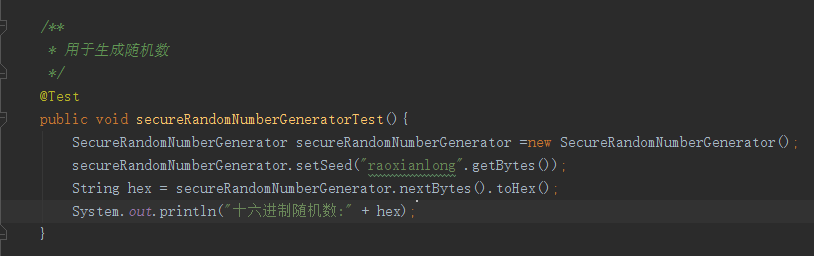 /**
 * 用于生成随机数
 */
@Test
public void secureRandomNumberGeneratorTest(){
    SecureRandomNumberGenerator secureRandomNumberGenerator =new SecureRandomNumberGenerator();
    secureRandomNumberGenerator.setSeed("raoxianlong".getBytes());
    String hex = secureRandomNumberGenerator.nextBytes().toHex();
    System.out.println("十六进制随机数:" + hex);
}